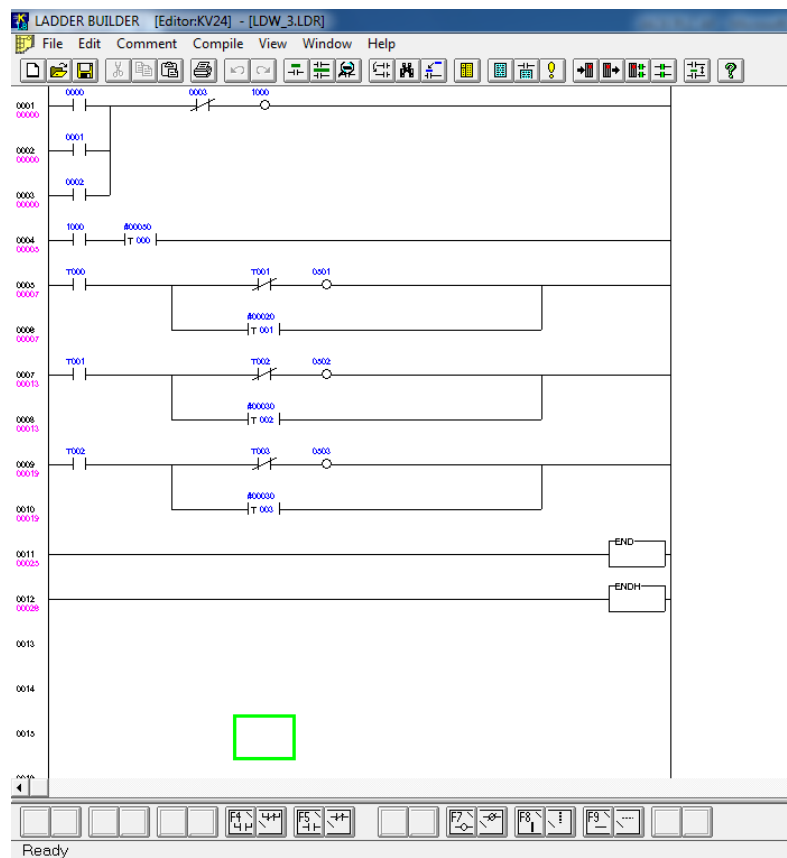 LADDER BUILDER [Editor:KV24] - [LDW_3.LDR]
File Edit Comment Compile View Window Help
0000 0003 1000
0001
00000
0001
0002
00000
0002
0003
00000
1000 #00050
0004 T 000
00005
T000 T001 0501
0005
00007
#00020
0006 T 001
00007
T001 T002 0502
0007
00013
#00030
0008 T 002
00013
T002 T003 0503
0009
00019
#00030
0010 T 003
00019
END
0011
00025
ENDH
0012
00028
0013
0014
0015
F4 F5 F7 F8 F9
Ready